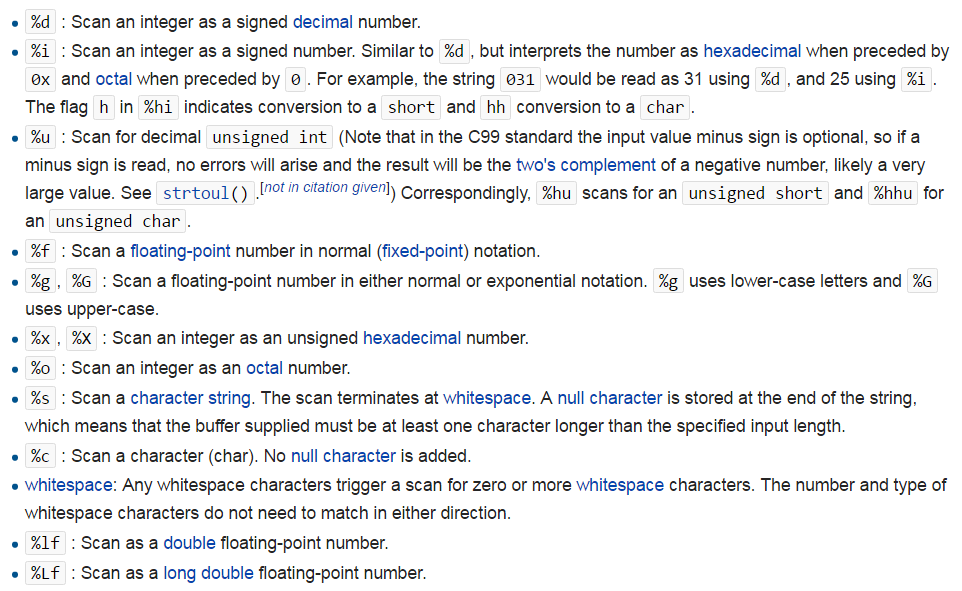 • %d : Scan an integer as a signed decimal number.
• %i : Scan an integer as a signed number. Similar to %d , but interprets the number as hexadecimal when preceded by
0x and octal when preceded by 0 . For example, the string 031 would be read as 31 using %d , and 25 using %i .
The flag h in %hi indicates conversion to a short and hh conversion to a char .
• %u : Scan for decimal unsigned int (Note that in the C99 standard the input value minus sign is optional, so if a
minus sign is read, no errors will arise and the result will be the two's complement of a negative number, likely a very
large value. See strtoul() .[not in citation given]) Correspondingly, %hu scans for an unsigned short and %hhu for
an unsigned char .
• %f : Scan a floating-point number in normal (fixed-point) notation.
• %g , %G : Scan a floating-point number in either normal or exponential notation. %g uses lower-case letters and %G
uses upper-case.
• %x , %X : Scan an integer as an unsigned hexadecimal number.
• %o : Scan an integer as an octal number.
• %s : Scan a character string. The scan terminates at whitespace. A null character is stored at the end of the string,
which means that the buffer supplied must be at least one character longer than the specified input length.
• %c : Scan a character (char). No null character is added.
• whitespace: Any whitespace characters trigger a scan for zero or more whitespace characters. The number and type of
whitespace characters do not need to match in either direction.
• %lf : Scan as a double floating-point number.
• %Lf : Scan as a long double floating-point number.